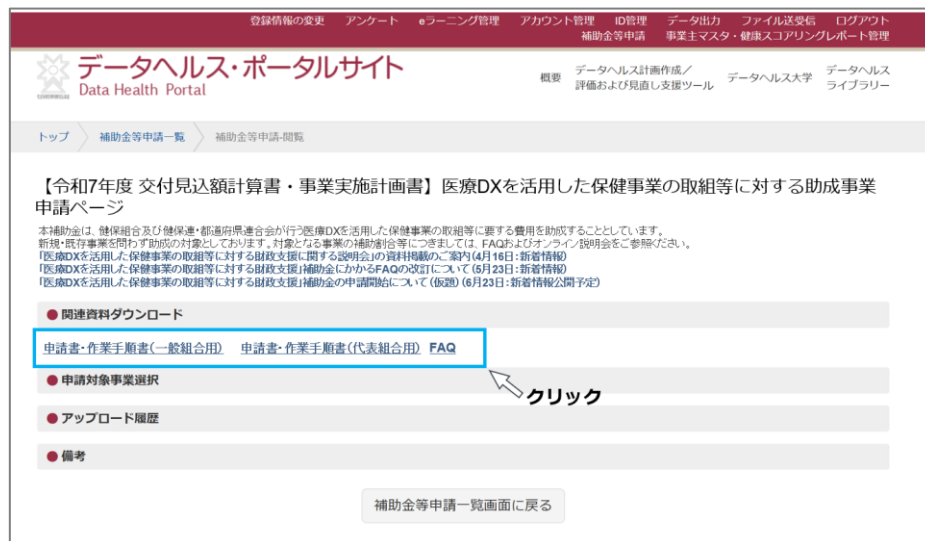 登録情報の変更 アンケート eラーニング管理 アカウント管理 ID管理 データ出力 ファイル送受信 ログアウト
補助金等申請 事業主マスタ・健康スコアリングレポート管理
データヘルス・ポータルサイト
Data Health Portal
概要 データヘルス計画作成／
評価および見直し支援ツール データヘルス大学 データヘルス
ライブラリー
トップ 補助金等申請一覧 補助金等申請-閲覧
【令和7年度 交付見込額計算書・事業実施計画書】医療DXを活用した保健事業の取組等に対する助成事業
申請ページ
本補助金は、健保組合及び健保連・都道府県連合会が行う医療DXを活用した保健事業の取組等に要する費用を助成することとしています。
新規・既存事業を問わず助成の対象としております。対象となる事業の補助割合等につきましては、FAQおよびオンライン説明会をご参照ください。
「医療DXを活用した保健事業の取組等に対する財政支援に関する説明会」の資料掲載のご案内(4月16日:新着情報)
「医療DXを活用した保健事業の取組等に対する財政支援」補助金にかかるFAQの改訂について(5月23日:新着情報)
「医療DXを活用した保健事業の取組等に対する財政支援」補助金の申請開始について(仮題)(6月23日:新着情報公開予定)
関連資料ダウンロード
申請書・作業手順書(一般組合用) 申請書・作業手順書(代表組合用) FAQ
クリック
申請対象事業選択
アップロード履歴
備考
補助金等申請一覧画面に戻る